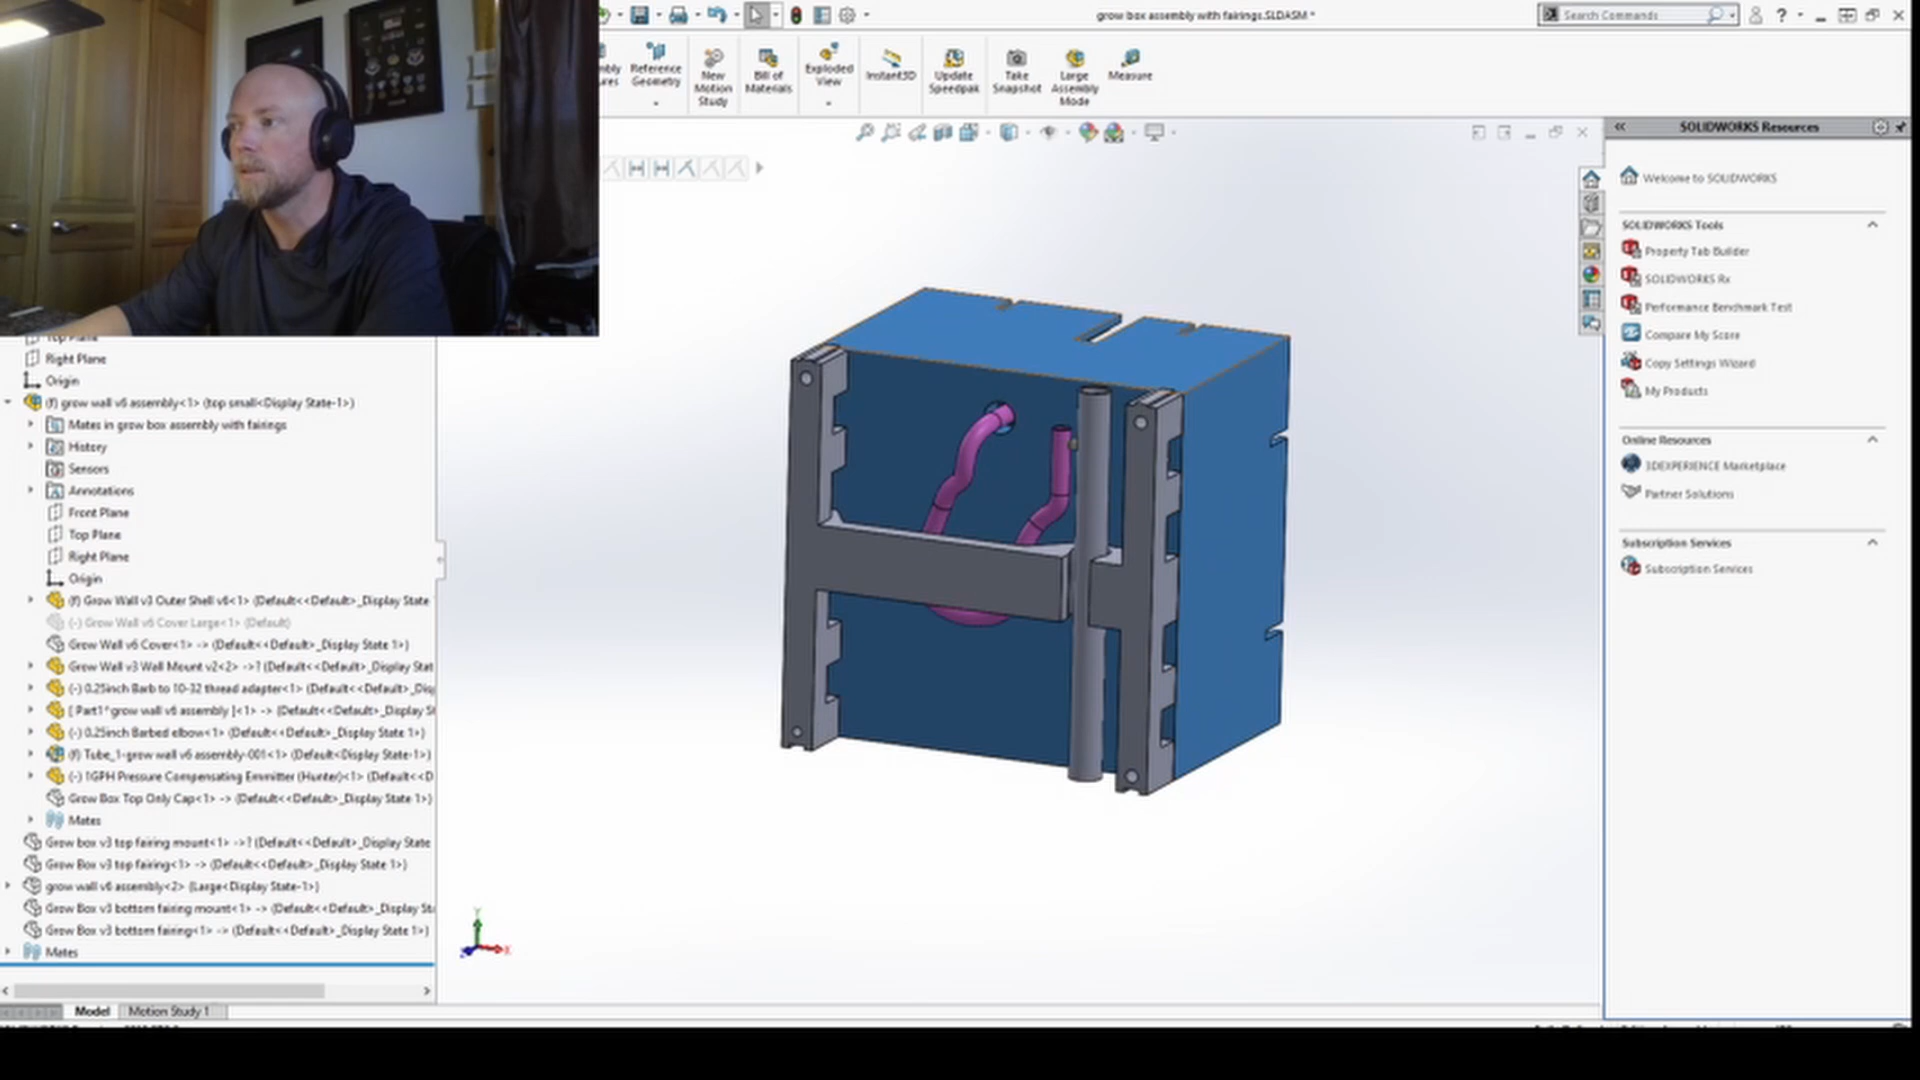 grow box assembly with fairings.SLDASM *
Search Commands
Reference Geometry
New Motion Study
Bill of Materials
Exploded View
Instant3D
Update Speedpak
Take Snapshot
Large Assembly Mode
Measure
SOLIDWORKS Resources
Welcome to SOLIDWORKS
SOLIDWORKS Tools
Property Tab Builder
SOLIDWORKS Rx
Performance Benchmark Test
Compare My Score
Copy Settings Wizard
My Products
Online Resources
3DEXPERIENCE Marketplace
Partner Solutions
Subscription Services
Subscription Services
Top Plane
Right Plane
Origin
(f) grow wall v6 assembly<1> (top small<Display State-1>)
Mates in grow box assembly with fairings
History
Sensors
Annotations
Front Plane
Top Plane
Right Plane
Origin
(f) Grow Wall v3 Outer Shell v6<1> (Default<<Default>_Display State
(-) Grow Wall v6 Cover Large<1> (Default)
Grow Wall v6 Cover<1> -> (Default<<Default>_Display State 1>)
Grow Wall v3 Wall Mount v2<2> ->? (Default<<Default>_Display Stat
(-) 0.25inch Barb to 10-32 thread adapter<1> (Default<<Default>_Disp
[ Part1^grow wall v6 assembly ]<1> -> (Default<<Default>_Display St
(-) 0.25inch Barbed elbow<1> (Default<<Default>_Display State 1>)
(f) Tube_1-grow wall v6 assembly-001<1> (Default<Display State-1>)
(-) 1GPH Pressure Compensating Emmitter (Hunter)<1> (Default<<D
Grow Box Top Only Cap<1> -> (Default<<Default>_Display State 1>)
Mates
Grow box v3 top fairing mount<1> ->? (Default<<Default>_Display State
Grow Box v3 top fairing<1> -> (Default<<Default>_Display State 1>)
grow wall v6 assembly<2> (Large<Display State-1>)
Grow Box v3 bottom fairing mount<1> -> (Default<<Default>_Display Sta
Grow Box v3 bottom fairing<1> -> (Default<<Default>_Display State 1>)
Mates
Model
Motion Study 1